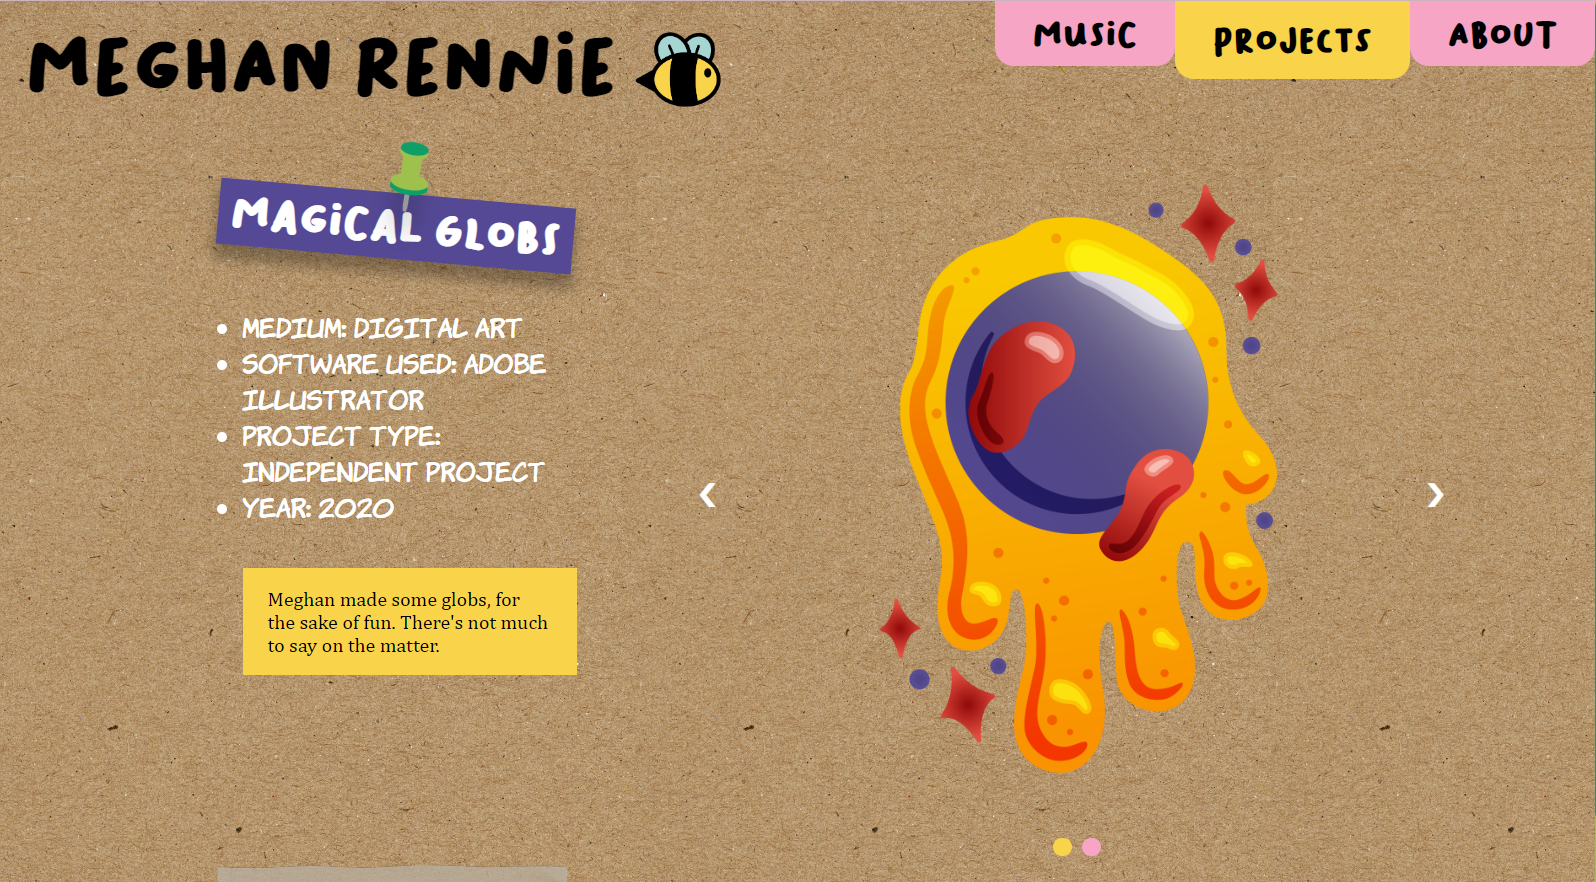 MEGHAN RENNiE
MUSiC
PROJECTS
ABOUT
MAGiCAL GLOBS
MEDIUM: DIGITAL ART
SOFTWARE USED: ADOBE
ILLUSTRATOR
PROJECT TYPE:
INDEPENDENT PROJECT
YEAR: 2020
Meghan made some globs, for
the sake of fun. There's not much
to say on the matter.